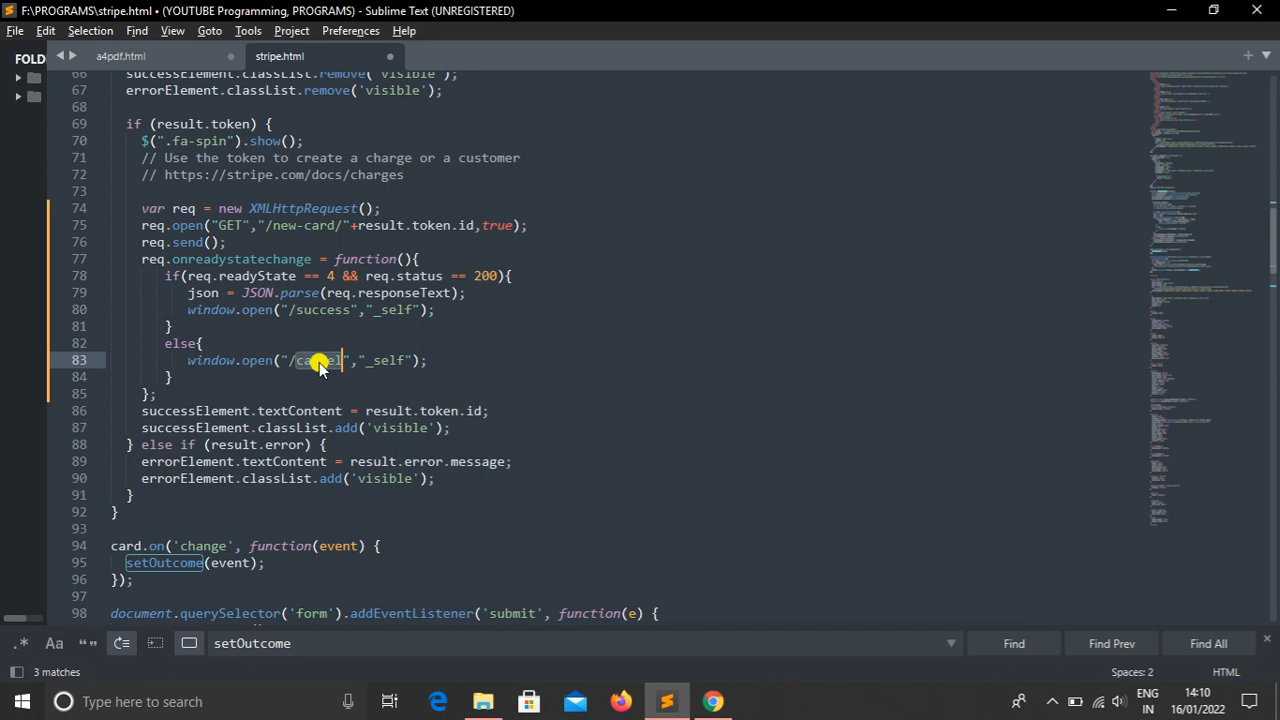 F:\PROGRAMS\stripe.html • (YOUTUBE Programming, PROGRAMS) - Sublime Text (UNREGISTERED)
File Edit Selection Find View Goto Tools Project Preferences Help
FOLD
a4pdf.html
stripe.html
66 successElement.classList.remove('visible');
67 errorElement.classList.remove('visible');
68
69 if (result.token) {
70 $(".fa-spin").show();
71 // Use the token to create a charge or a customer
72 // https://stripe.com/docs/charges
73
74 var req = new XMLHttpRequest();
75 req.open("GET","/new-card/"+result.token.id,true);
76 req.send();
77 req.onreadystatechange = function(){
78 if(req.readyState == 4 && req.status == 200){
79 json = JSON.parse(req.responseText);
80 window.open("/success","_self");
81 }
82 else{
83 window.open("/cancel","_self");
84 }
85 };
86 successElement.textContent = result.token.id;
87 successElement.classList.add('visible');
88 } else if (result.error) {
89 errorElement.textContent = result.error.message;
90 errorElement.classList.add('visible');
91 }
92 }
93
94 card.on('change', function(event) {
95 setOutcome(event);
96 });
97
98 document.querySelector('form').addEventListener('submit', function(e) {
.* Aa “” setOutcome Find Find Prev Find All
3 matches Spaces: 2 HTML
Type here to search
ENG
IN
14:10
16/01/2022